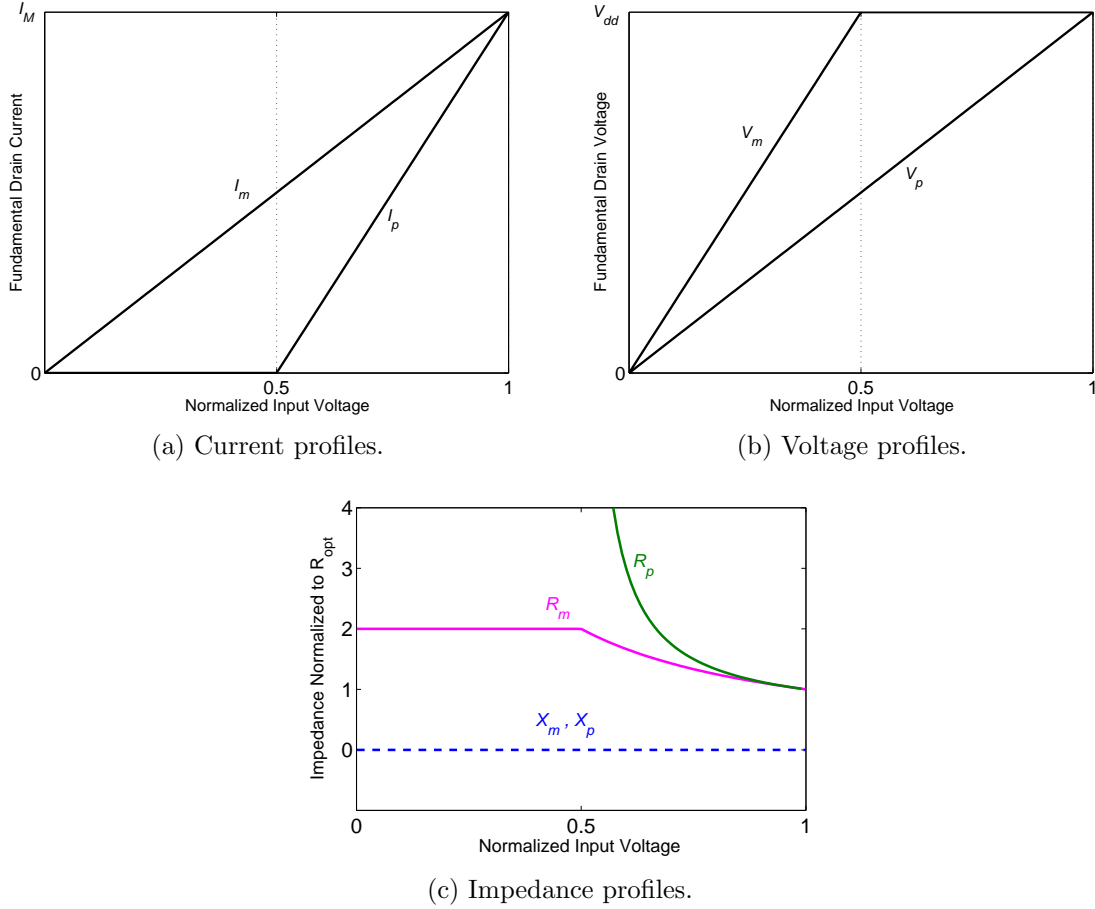 I_M
Fundamental Drain Current
I_m
I_p
0
0.5
1
Normalized Input Voltage
(a) Current profiles.
V_dd
Fundamental Drain Voltage
V_m
V_p
0
0.5
1
Normalized Input Voltage
(b) Voltage profiles.
4
3
2
1
0
Impedance Normalized to R_opt
R_p
R_m
X_m , X_p
0
0.5
1
Normalized Input Voltage
(c) Impedance profiles.